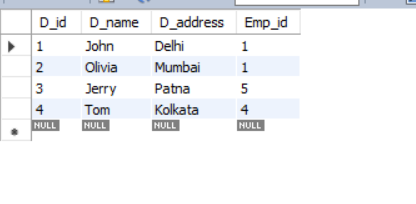 D_id D_name D_address Emp_id
1 John Delhi 1
2 Olivia Mumbai 1
3 Jerry Patna 5
4 Tom Kolkata 4
NULL NULL NULL NULL